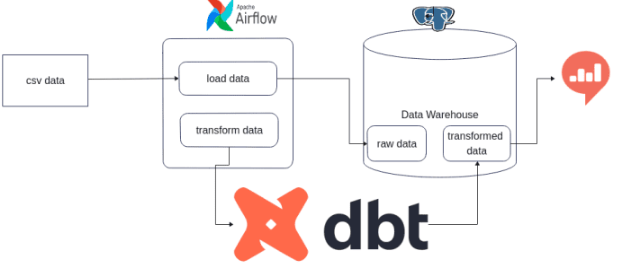 Apache
Airflow
csv data
load data
transform data
Data Warehouse
raw data
transformed
data
dbt